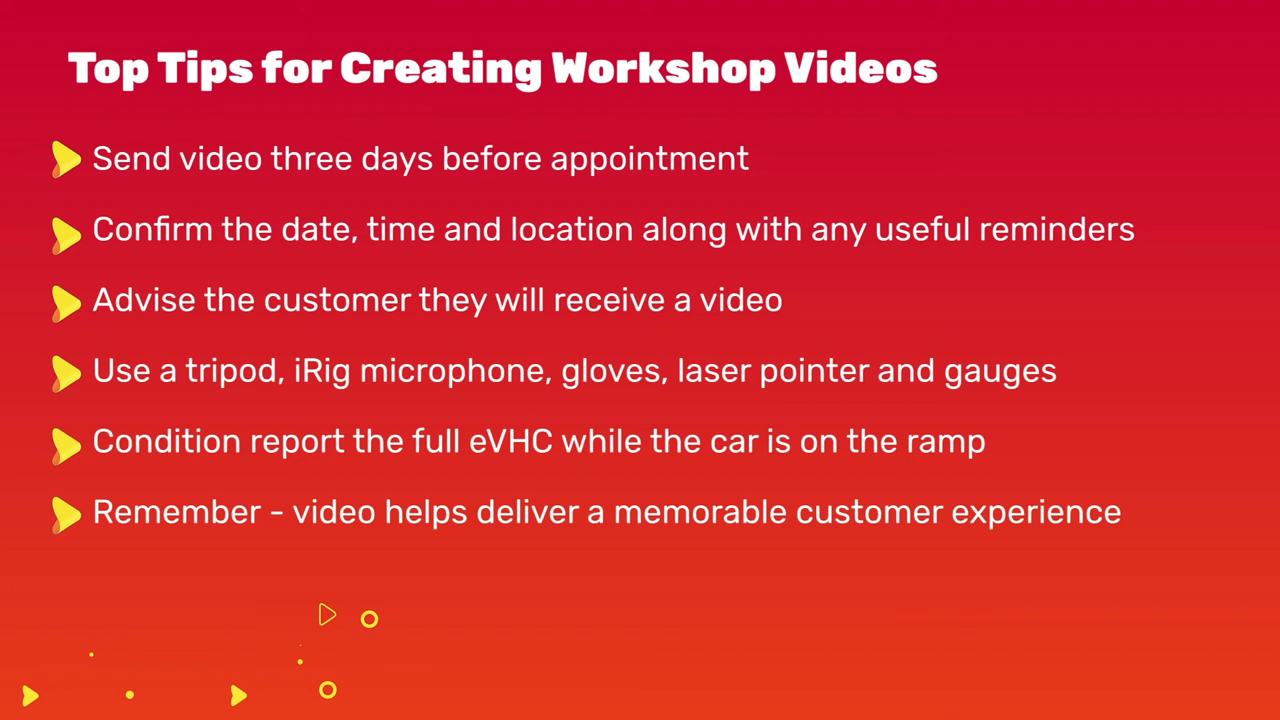 Top Tips for Creating Workshop Videos
Send video three days before appointment
Confirm the date, time and location along with any useful reminders
Advise the customer they will receive a video
Use a tripod, iRig microphone, gloves, laser pointer and gauges
Condition report the full eVHC while the car is on the ramp
Remember - video helps deliver a memorable customer experience